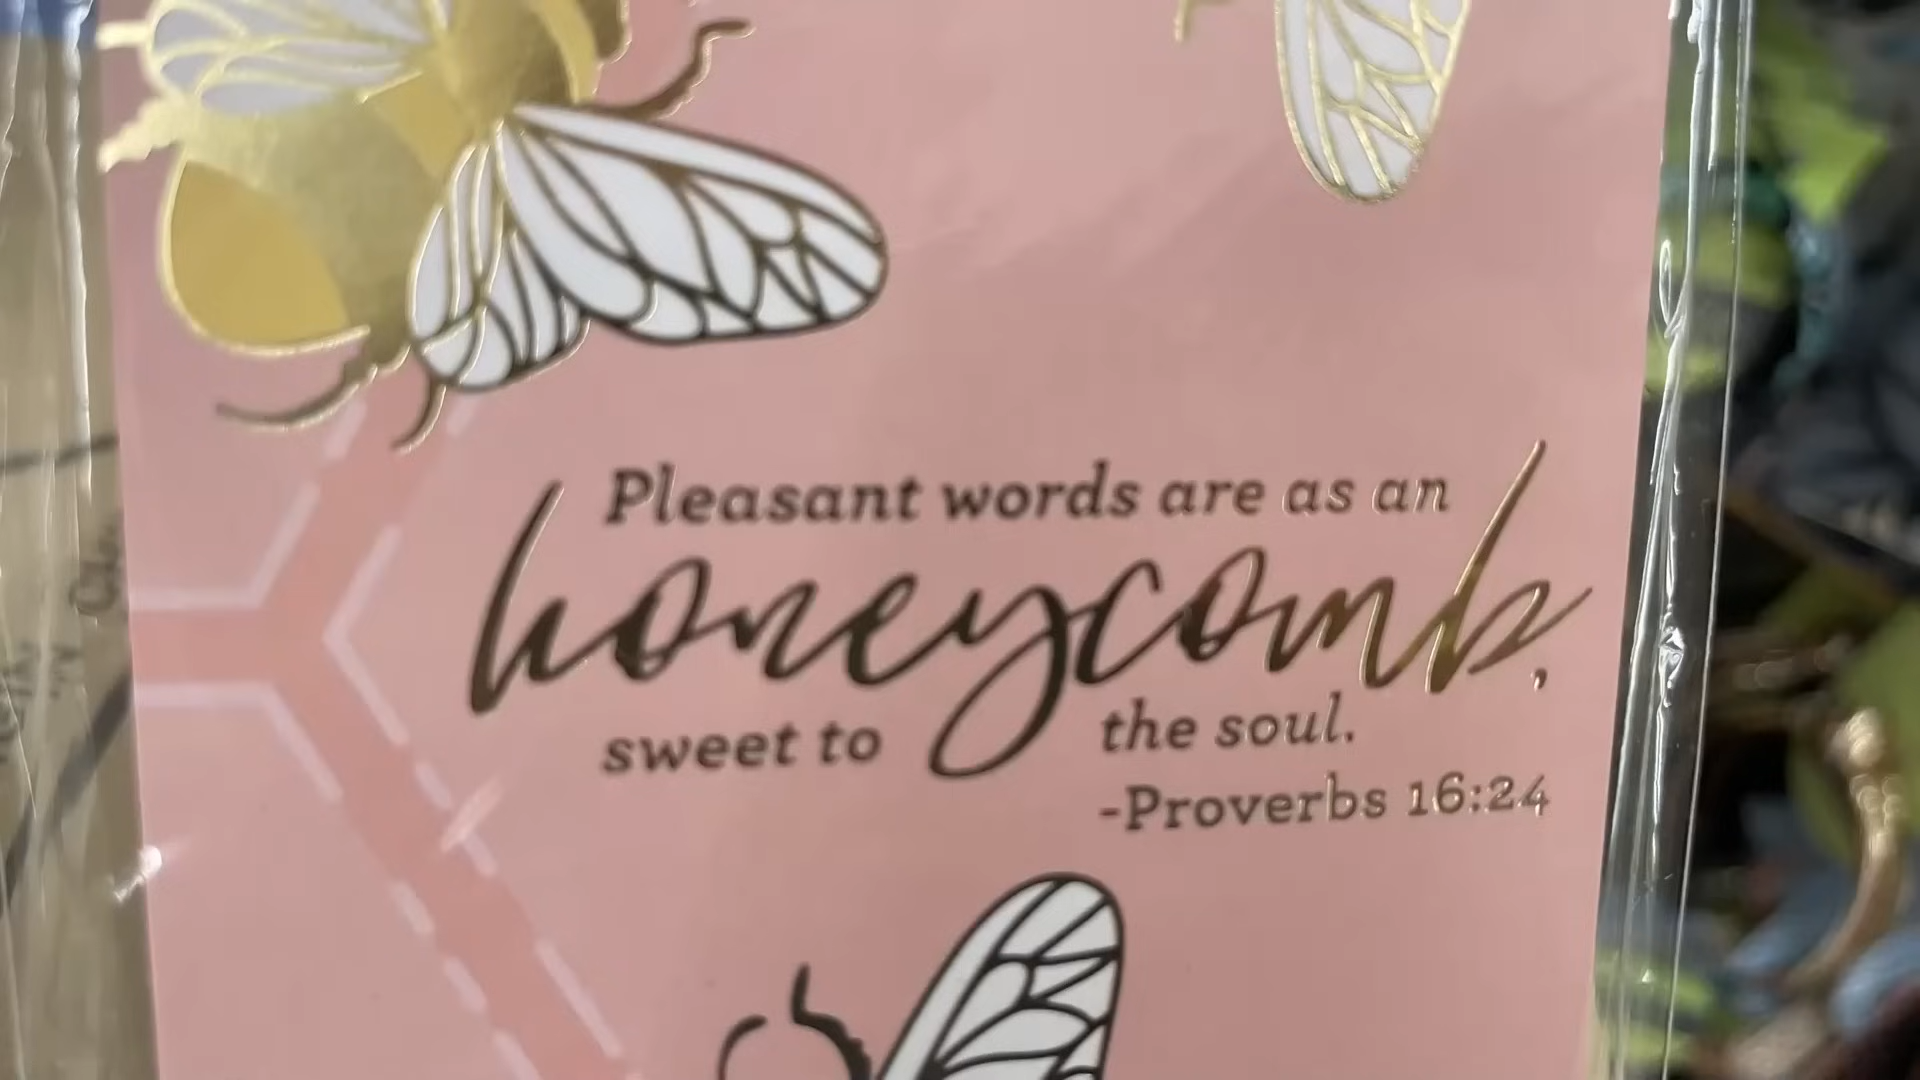 Pleasant words are as an
honeycomb,
sweet to the soul.
-Proverbs 16:24